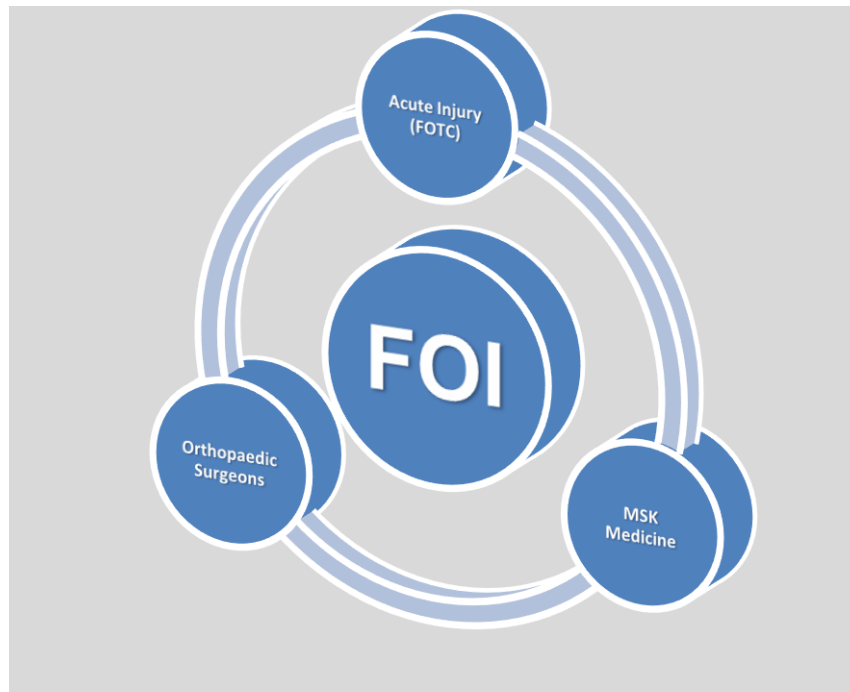 Acute Injury
(FOTC)
FOI
Orthopaedic
Surgeons
MSK
Medicine